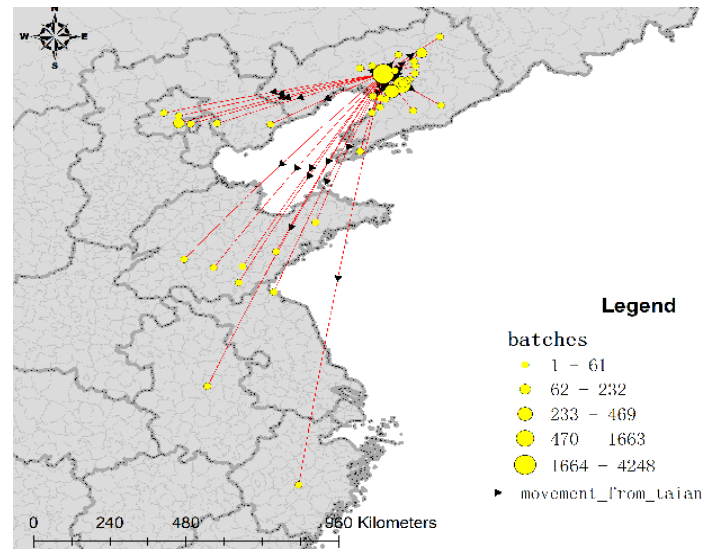 N
W E
S
Legend
batches
1 - 61
62 - 232
233 - 469
470 1663
1664 - 4248
movement_from_taian
0 240 480 960 Kilometers